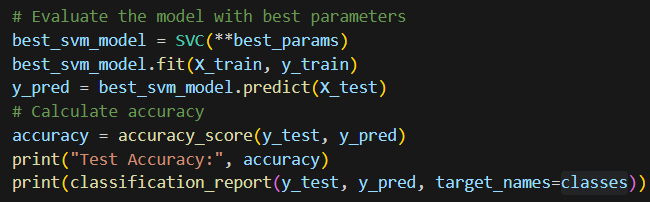 # Evaluate the model with best parameters
best_svm_model = SVC(**best_params)
best_svm_model.fit(X_train, y_train)
y_pred = best_svm_model.predict(X_test)
# Calculate accuracy
accuracy = accuracy_score(y_test, y_pred)
print("Test Accuracy:", accuracy)
print(classification_report(y_test, y_pred, target_names=classes))